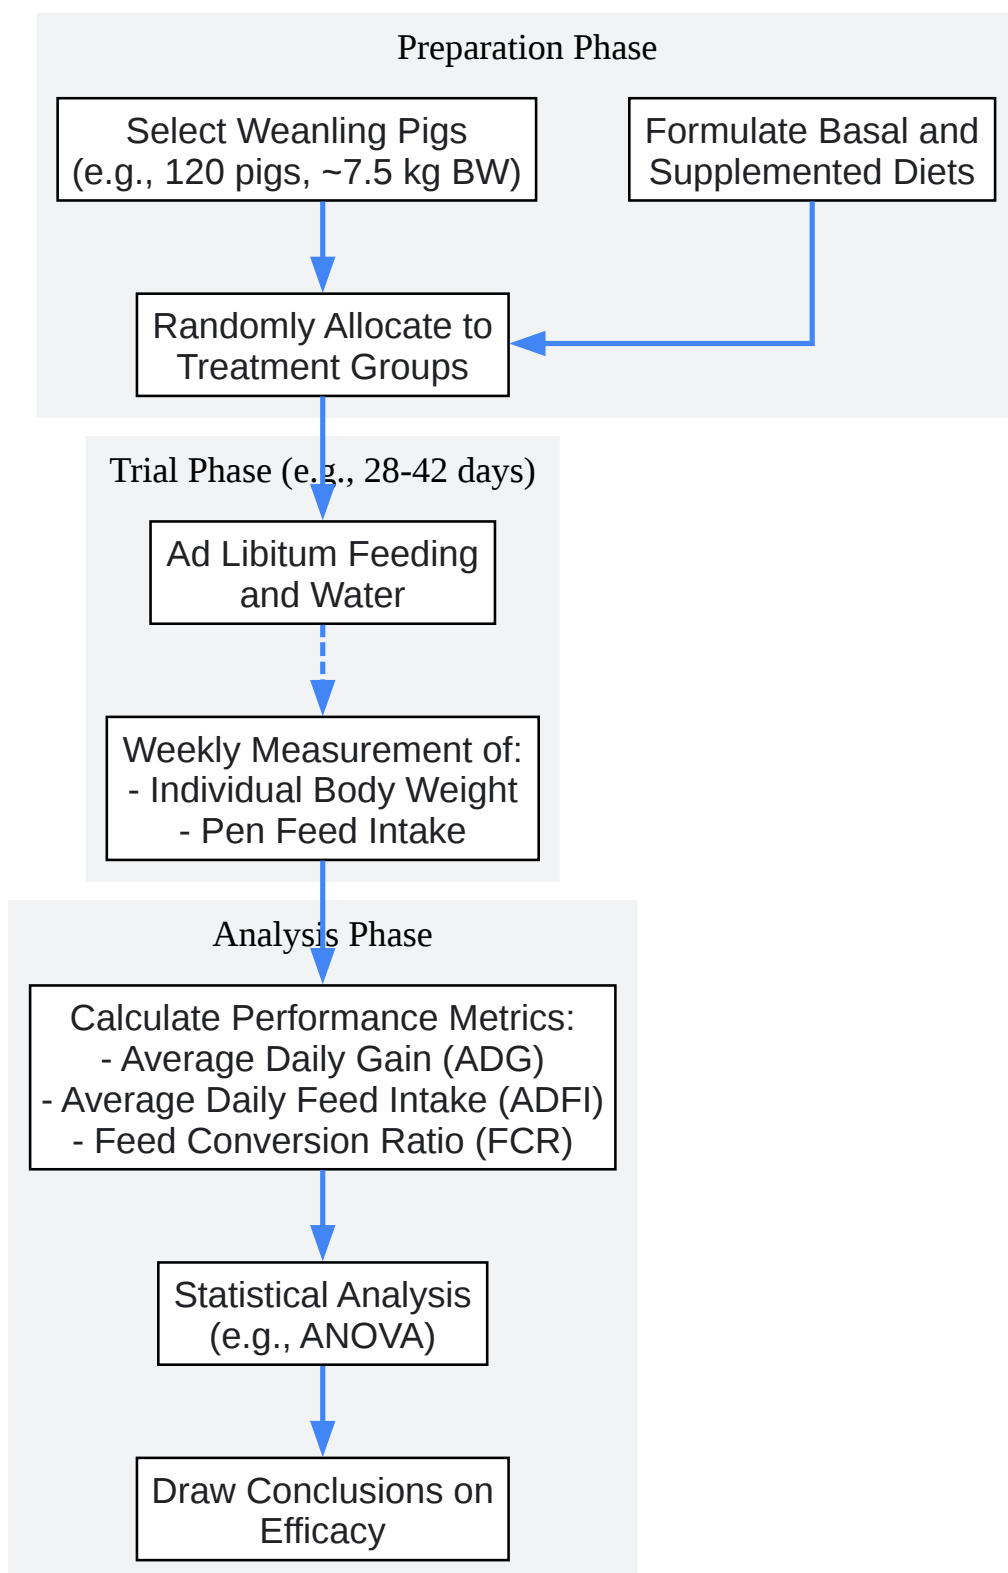 Preparation Phase
Select Weanling Pigs
(e.g., 120 pigs, ~7.5 kg BW)
Formulate Basal and
Supplemented Diets
Randomly Allocate to
Treatment Groups
Trial Phase (e.g., 28-42 days)
Ad Libitum Feeding
and Water
Weekly Measurement of:
- Individual Body Weight
- Pen Feed Intake
Analysis Phase
Calculate Performance Metrics:
- Average Daily Gain (ADG)
- Average Daily Feed Intake (ADFI)
- Feed Conversion Ratio (FCR)
Statistical Analysis
(e.g., ANOVA)
Draw Conclusions on
Efficacy